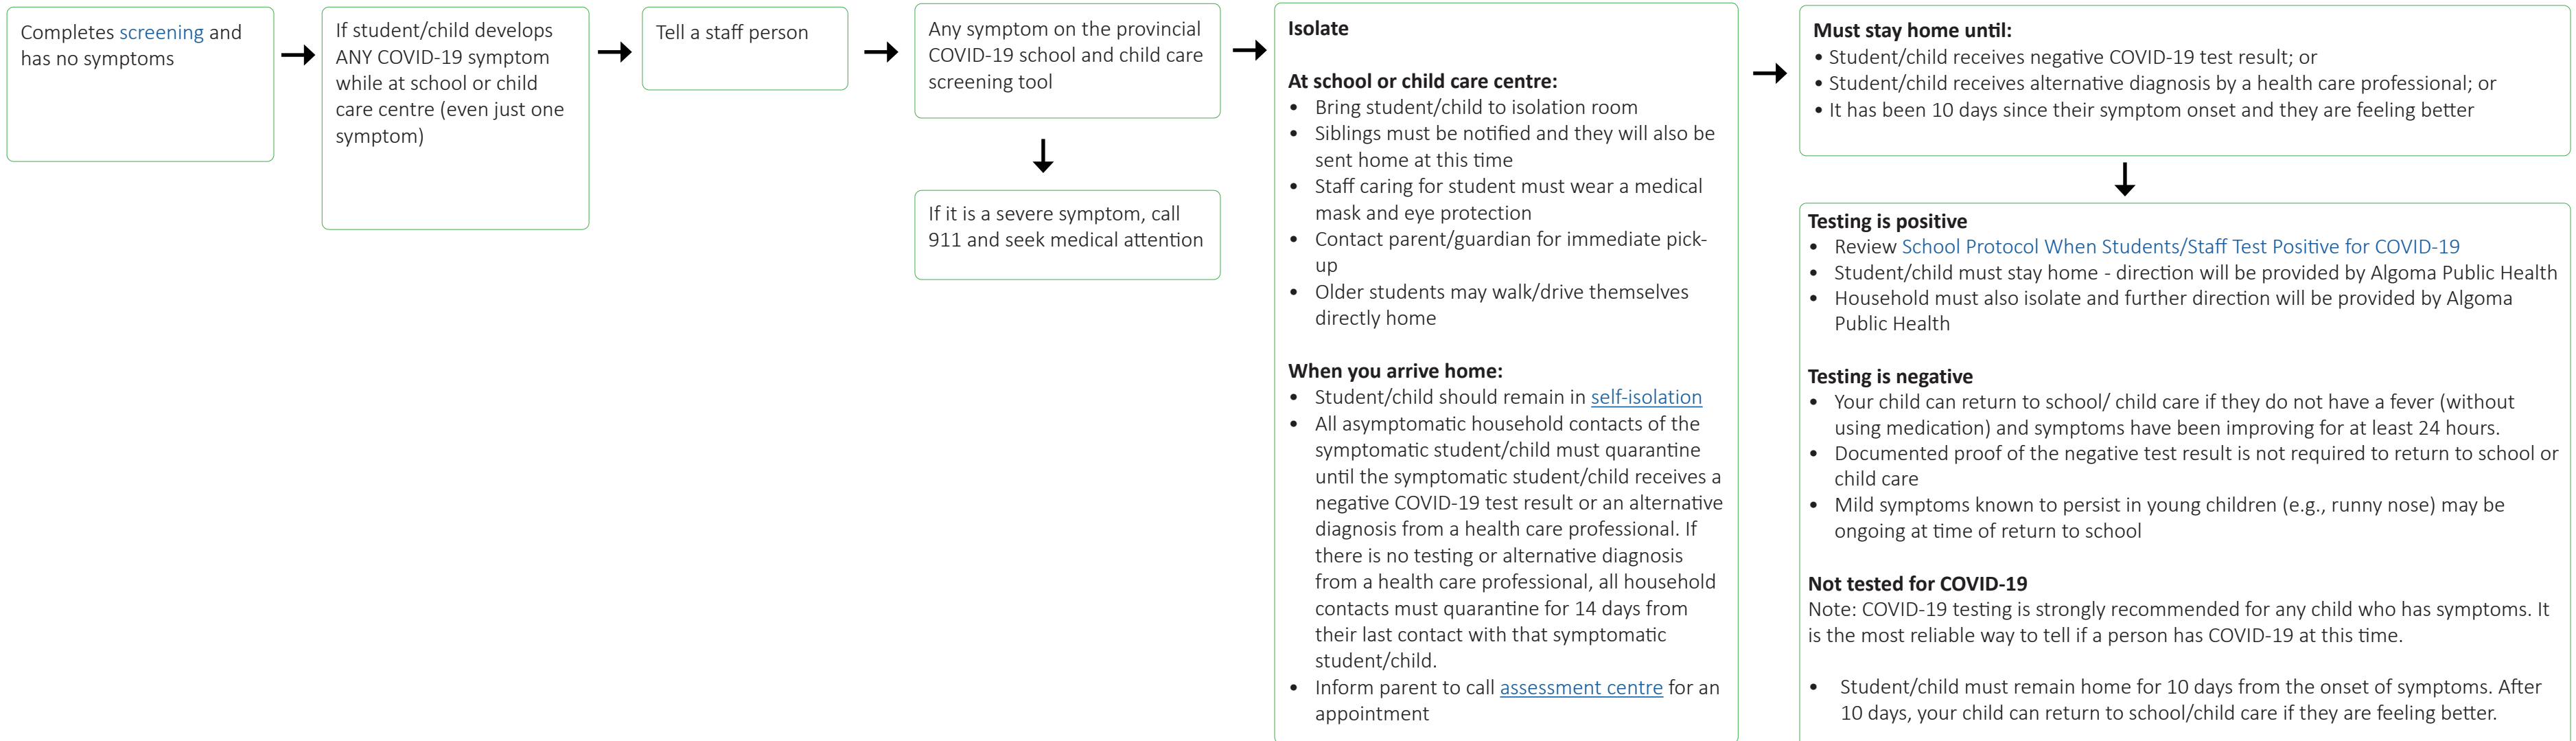 Completes screening and
has no symptoms
If student/child develops
ANY COVID-19 symptom
while at school or child
care centre (even just one
symptom)
Tell a staff person
Any symptom on the provincial
COVID-19 school and child care
screening tool
If it is a severe symptom, call
911 and seek medical attention
Isolate
At school or child care centre:
• Bring student/child to isolation room
• Siblings must be notified and they will also be
sent home at this time
• Staff caring for student must wear a medical
mask and eye protection
• Contact parent/guardian for immediate pick-
up
• Older students may walk/drive themselves
directly home
When you arrive home:
• Student/child should remain in self-isolation
• All asymptomatic household contacts of the
symptomatic student/child must quarantine
until the symptomatic student/child receives a
negative COVID-19 test result or an alternative
diagnosis from a health care professional. If
there is no testing or alternative diagnosis
from a health care professional, all household
contacts must quarantine for 14 days from
their last contact with that symptomatic
student/child.
• Inform parent to call assessment centre for an
appointment
Must stay home until:
• Student/child receives negative COVID-19 test result; or
• Student/child receives alternative diagnosis by a health care professional; or
• It has been 10 days since their symptom onset and they are feeling better
Testing is positive
• Review School Protocol When Students/Staff Test Positive for COVID-19
• Student/child must stay home - direction will be provided by Algoma Public Health
• Household must also isolate and further direction will be provided by Algoma
Public Health
Testing is negative
• Your child can return to school/ child care if they do not have a fever (without
using medication) and symptoms have been improving for at least 24 hours.
• Documented proof of the negative test result is not required to return to school or
child care
• Mild symptoms known to persist in young children (e.g., runny nose) may be
ongoing at time of return to school
Not tested for COVID-19
Note: COVID-19 testing is strongly recommended for any child who has symptoms. It
is the most reliable way to tell if a person has COVID-19 at this time.
• Student/child must remain home for 10 days from the onset of symptoms. After
10 days, your child can return to school/child care if they are feeling better.